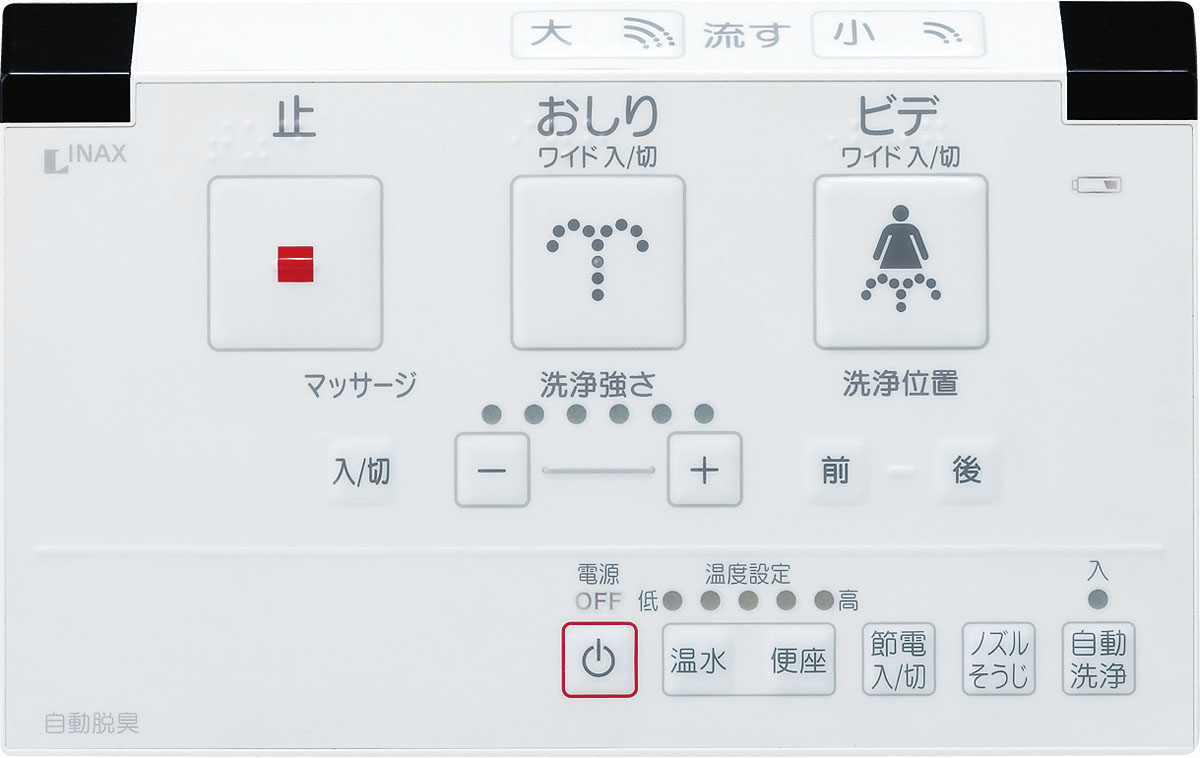 大 流す 小
止 おしり ビデ
ワイド 入/切 ワイド 入/切
INAX
マッサージ 洗浄強さ 洗浄位置
入/切 － ＋ 前 後
電源 温度設定 入
OFF 低 高
温水 便座 節電 ノズル 自動
入/切 そうじ 洗浄
自動脱臭